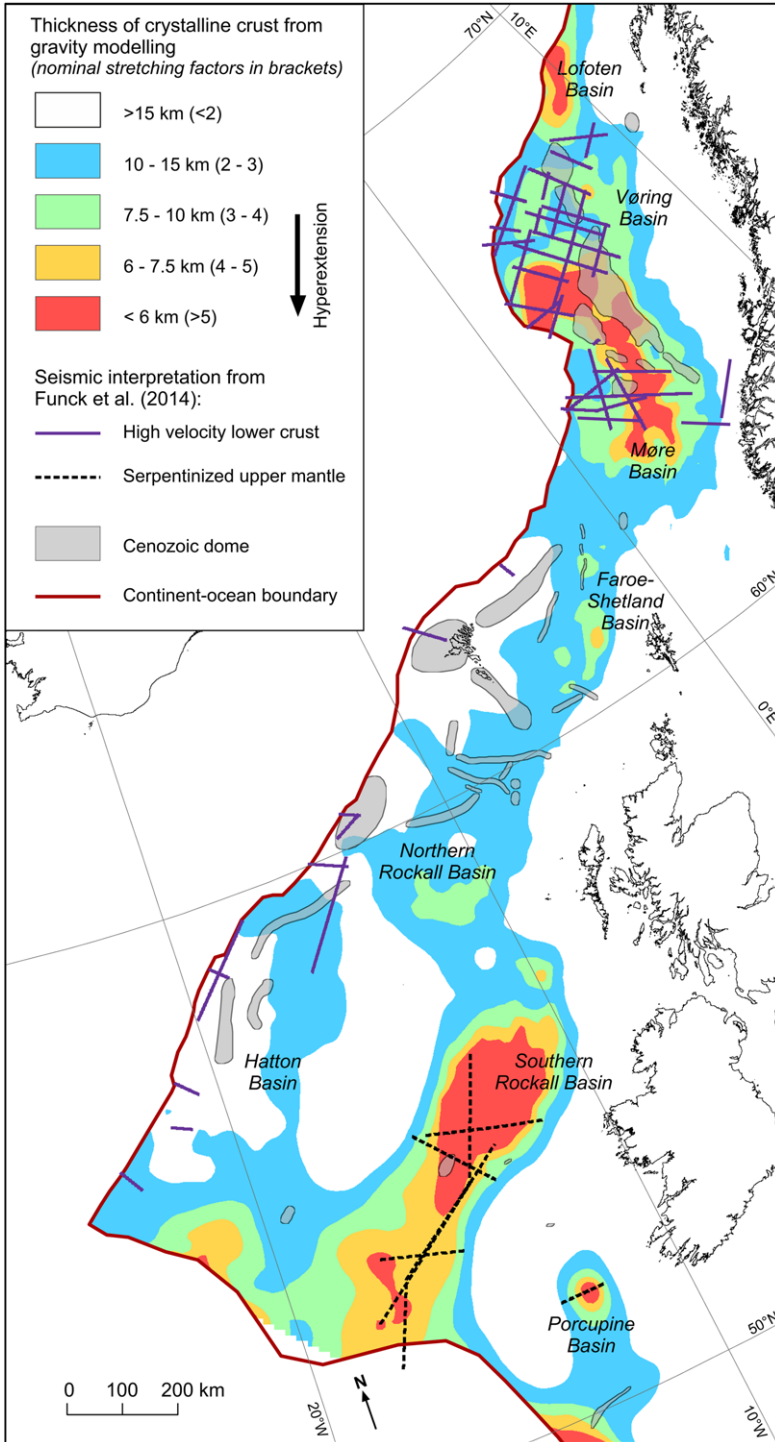 Thickness of crystalline crust from
gravity modelling
(nominal stretching factors in brackets)
>15 km (<2)
10 - 15 km (2 - 3)
7.5 - 10 km (3 - 4)
6 - 7.5 km (4 - 5)
< 6 km (>5)
Hyperextension
Seismic interpretation from
Funck et al. (2014):
High velocity lower crust
Serpentinized upper mantle
Cenozoic dome
Continent-ocean boundary
70°N
10°E
Lofoten
Basin
Vøring
Basin
Møre
Basin
60°N
Faroe-
Shetland
Basin
0°E
Northern
Rockall Basin
Hatton
Basin
Southern
Rockall Basin
Porcupine
Basin
50°N
10°W
20°W
N
0 100 200 km